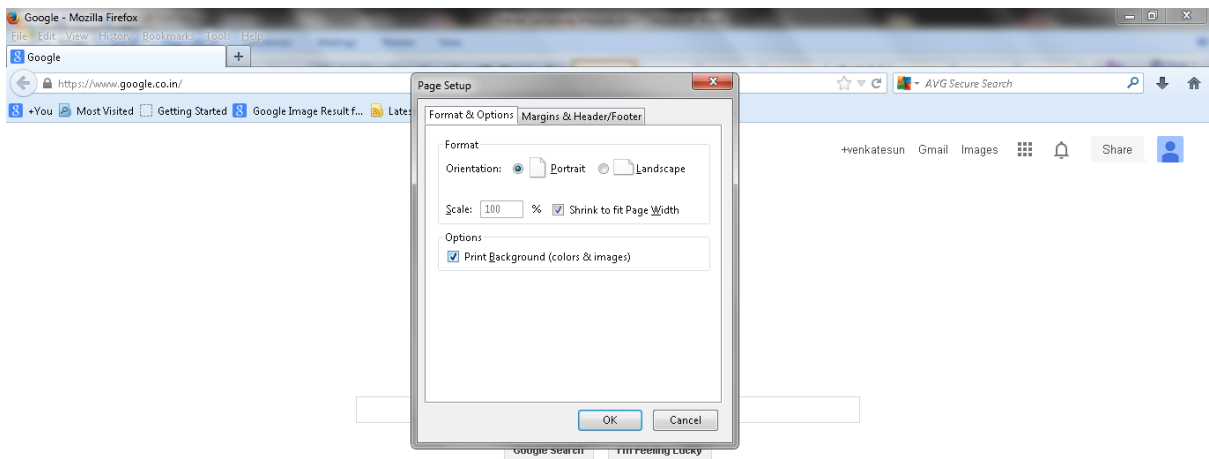 Google - Mozilla Firefox
File Edit View History Bookmarks Tools Help
8 Google +
https://www.google.co.in/
AVG Secure Search
8 +You Most Visited Getting Started 8 Google Image Result f... Lates
Page Setup
Format & Options Margins & Header/Footer
Format
Orientation: Portrait Landscape
Scale: 100 % Shrink to fit Page Width
Options
Print Background (colors & images)
OK Cancel
+venkatesun Gmail Images Share
Google Search I'm Feeling Lucky